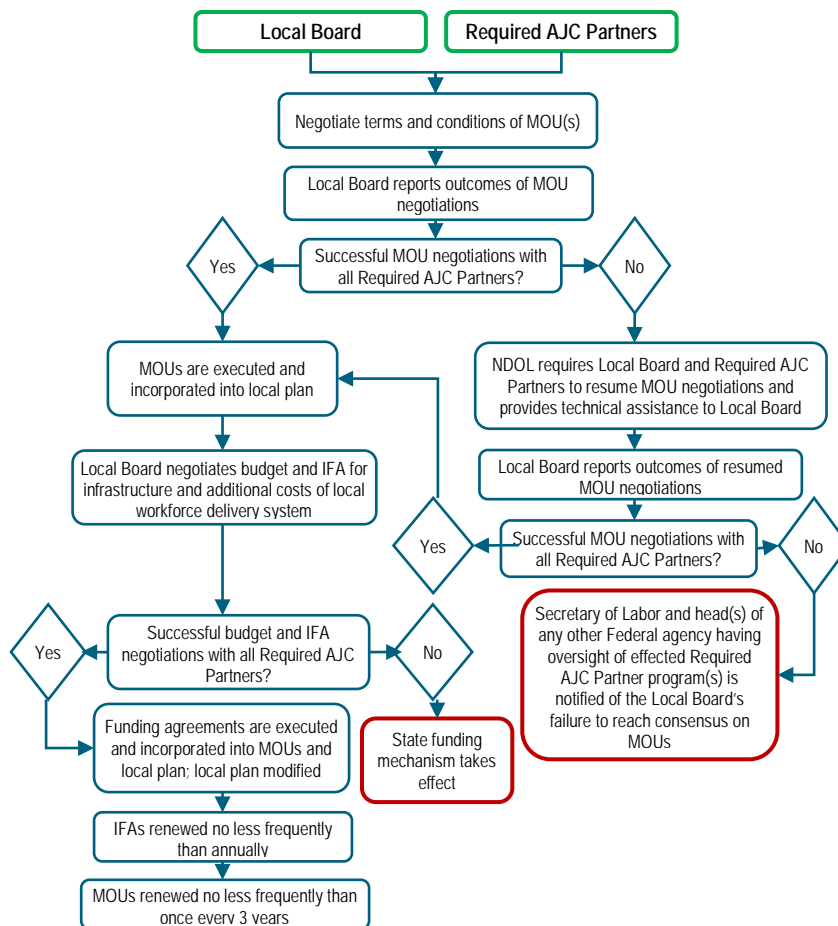 Local Board
Required AJC Partners
Negotiate terms and conditions of MOU(s)
Local Board reports outcomes of MOU
negotiations
Yes
Successful MOU negotiations with
all Required AJC Partners?
No
MOUs are executed and
incorporated into local plan
NDOL requires Local Board and Required AJC
Partners to resume MOU negotiations and
provides technical assistance to Local Board
Local Board negotiates budget and IFA for
infrastructure and additional costs of local
workforce delivery system
Local Board reports outcomes of resumed
MOU negotiations
Yes
Successful MOU negotiations with
all Required AJC Partners?
No
Yes
Successful budget and IFA
negotiations with all Required AJC
Partners?
No
Secretary of Labor and head(s) of
any other Federal agency having
oversight of effected Required
AJC Partner program(s) is
notified of the Local Board's
failure to reach consensus on
MOUs
Funding agreements are executed
and incorporated into MOUs and
local plan; local plan modified
State funding
mechanism takes
effect
IFAs renewed no less frequently
than annually
MOUs renewed no less frequently than
once every 3 years